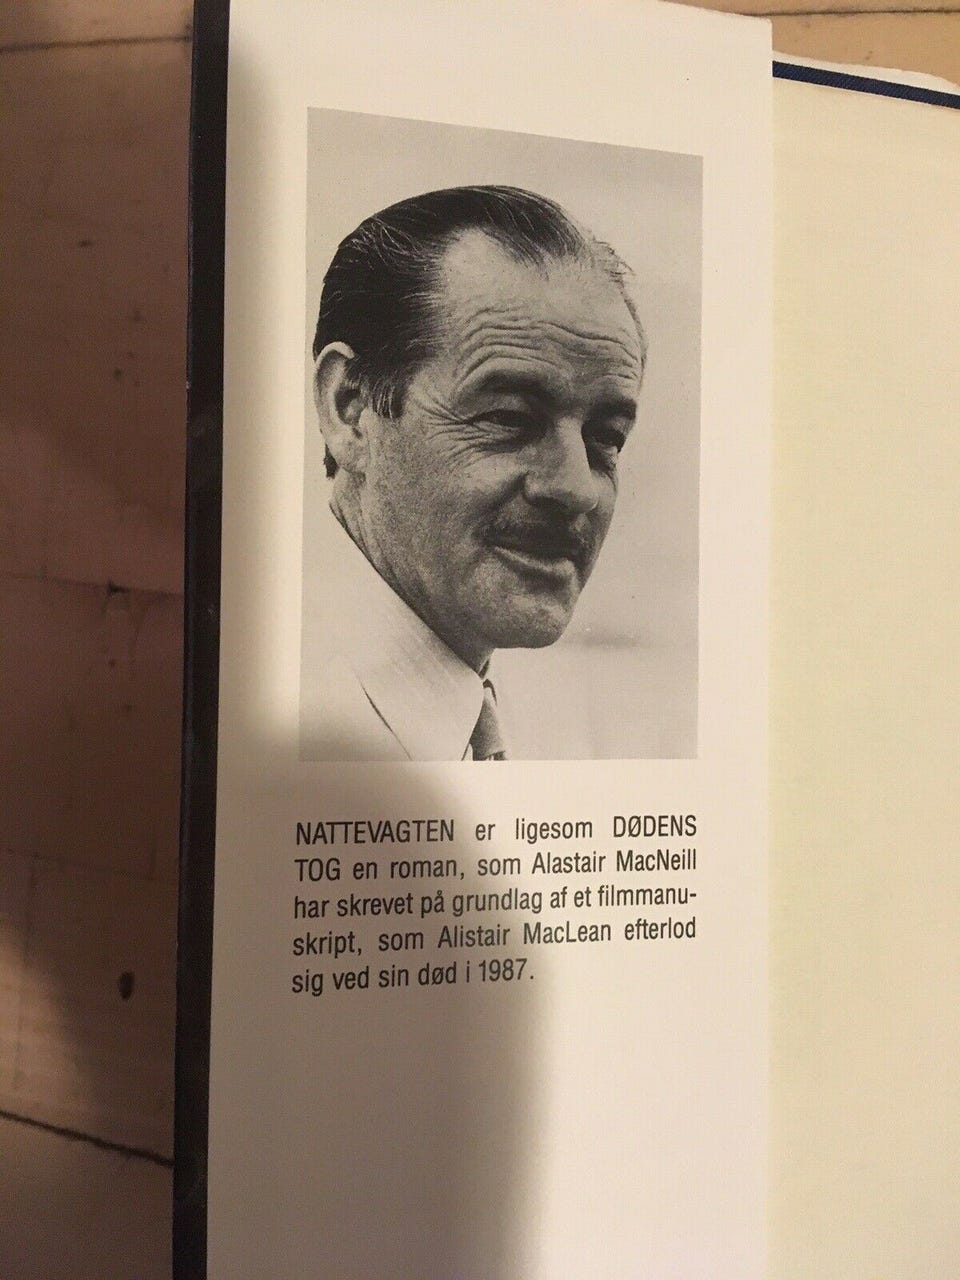 NATTEVAGTEN er ligesom DØDENS
TOG en roman, som Alastair MacNeill
har skrevet på grundlag af et filmmanu-
skript, som Alistair MacLean efterlod
sig ved sin død i 1987.